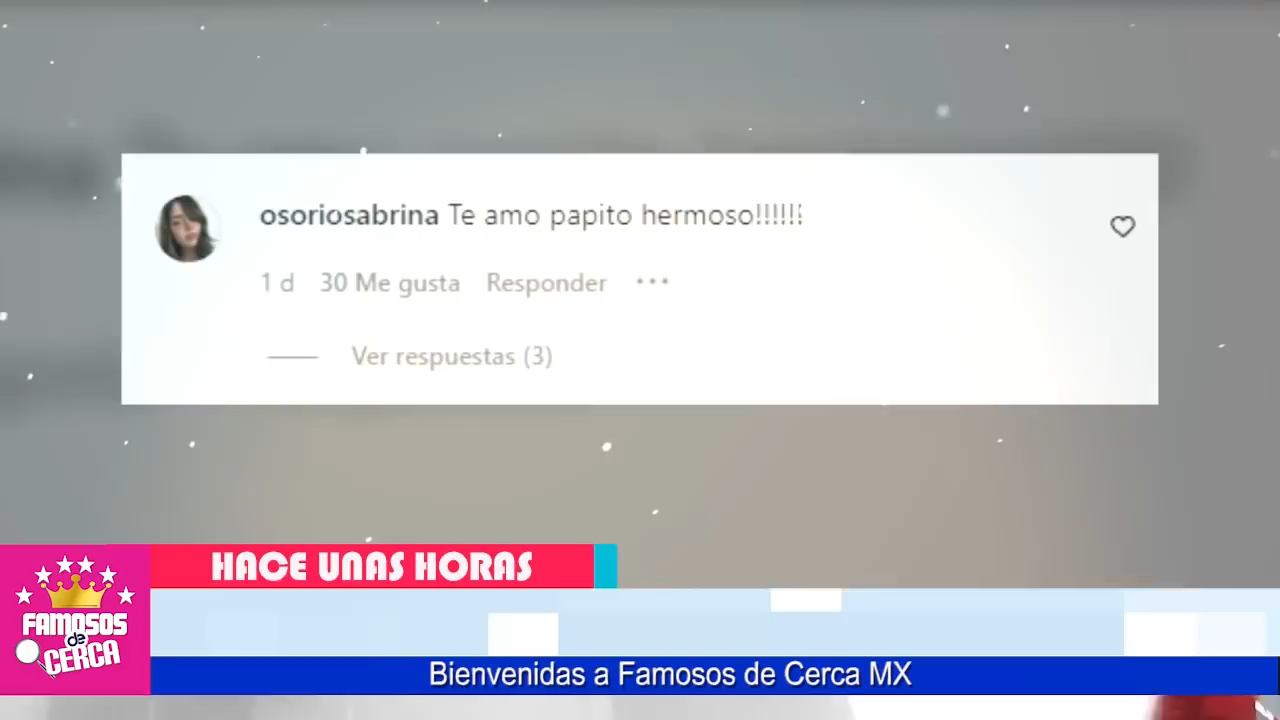 osoriosabrina Te amo papito hermoso!!!!!!
1 d 30 Me gusta Responder ...
Ver respuestas (3)
HACE UNAS HORAS
FAMOSOS
de
CERCA
Bienvenidas a Famosos de Cerca MX